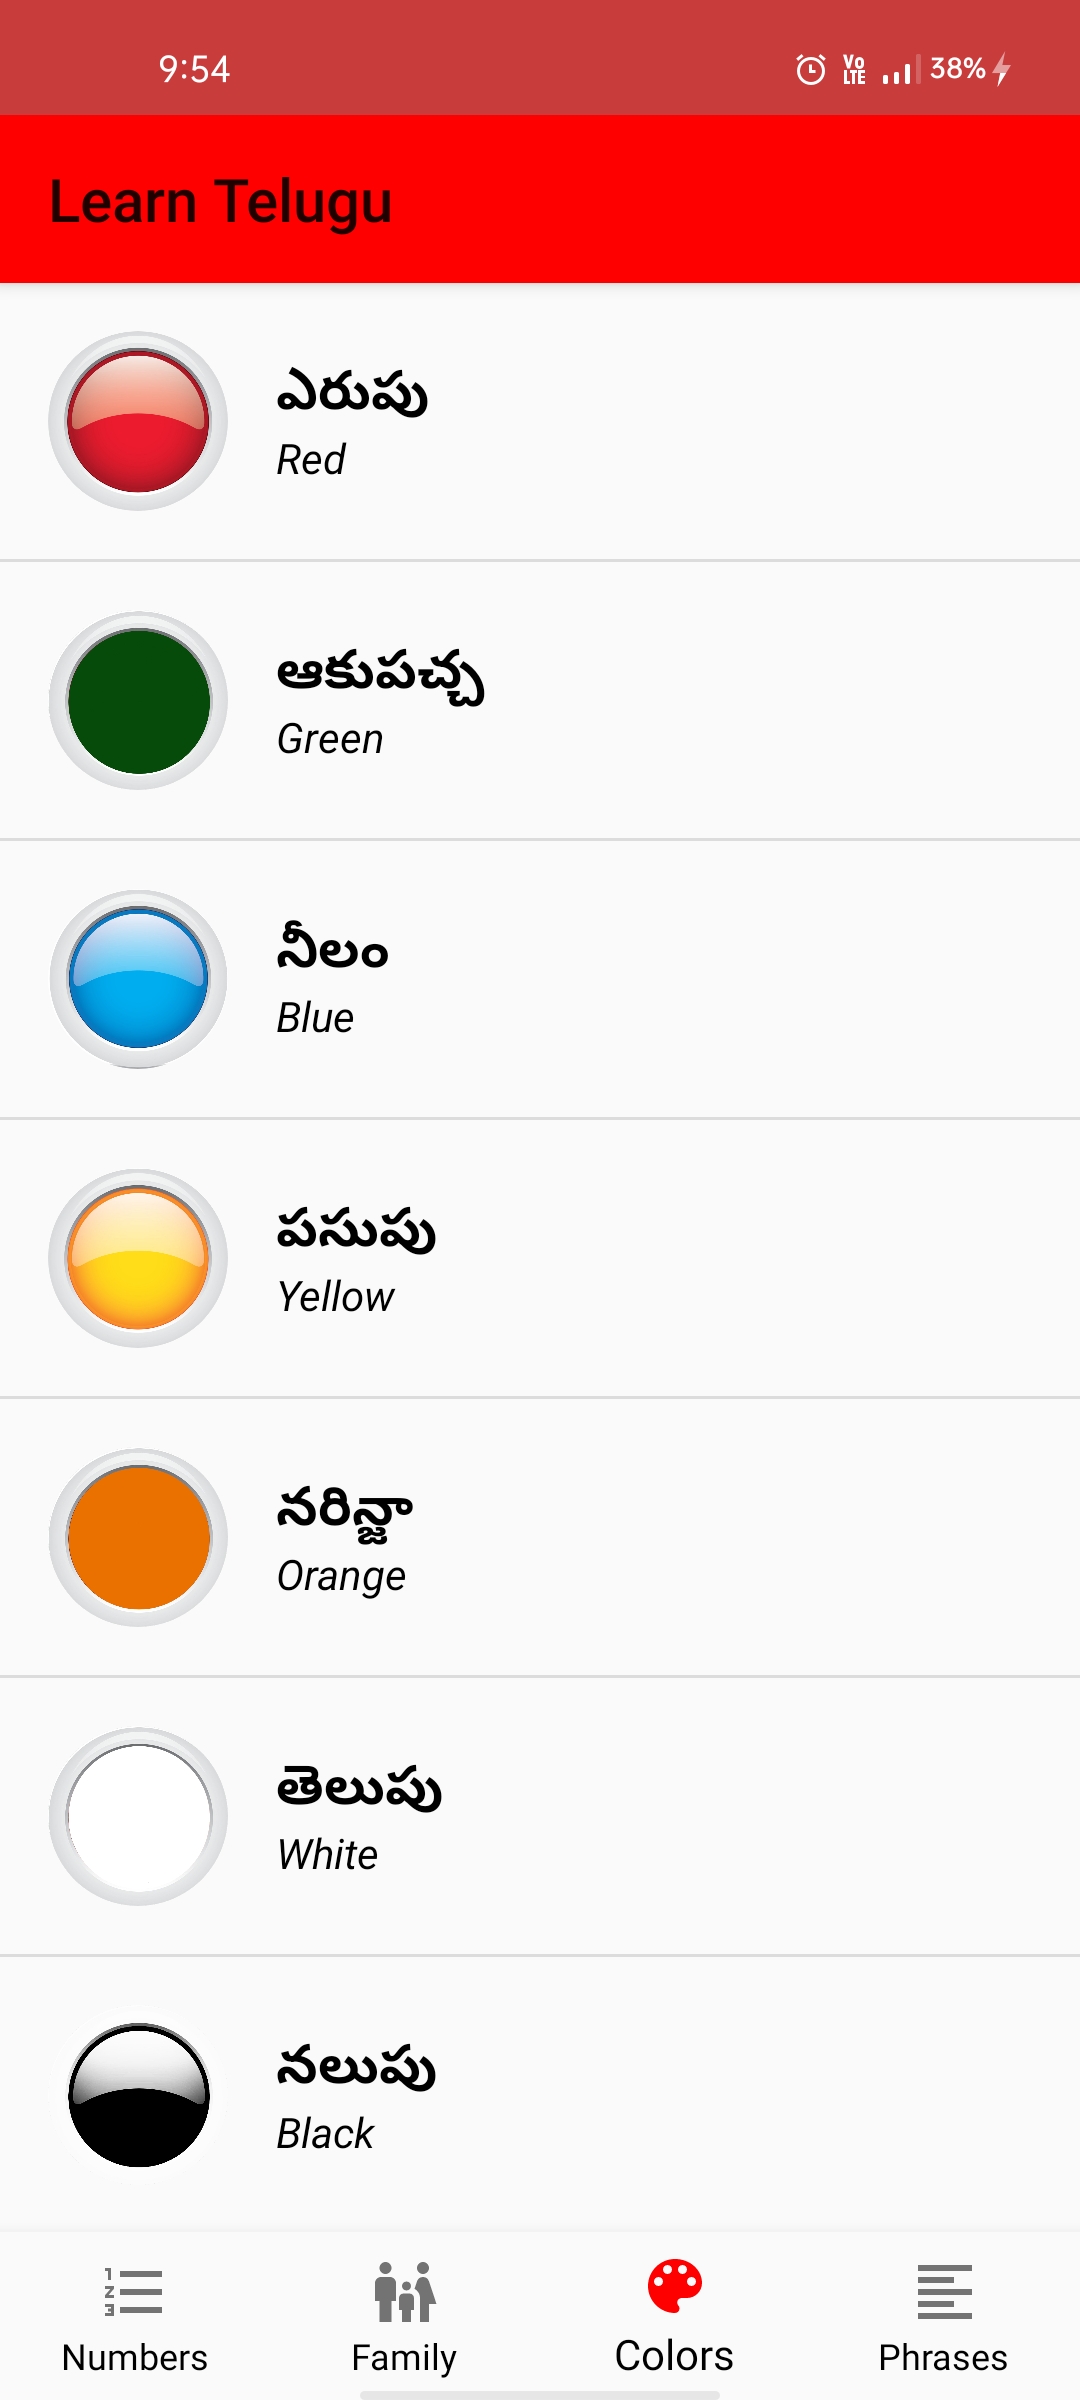 9:54 Vo LTE 38%
Learn Telugu
ఎరుపు
Red
ఆకుపచ్చ
Green
నీలం
Blue
పసుపు
Yellow
నరిన్జా
Orange
తెలుపు
White
నలుపు
Black
Numbers Family Colors Phrases